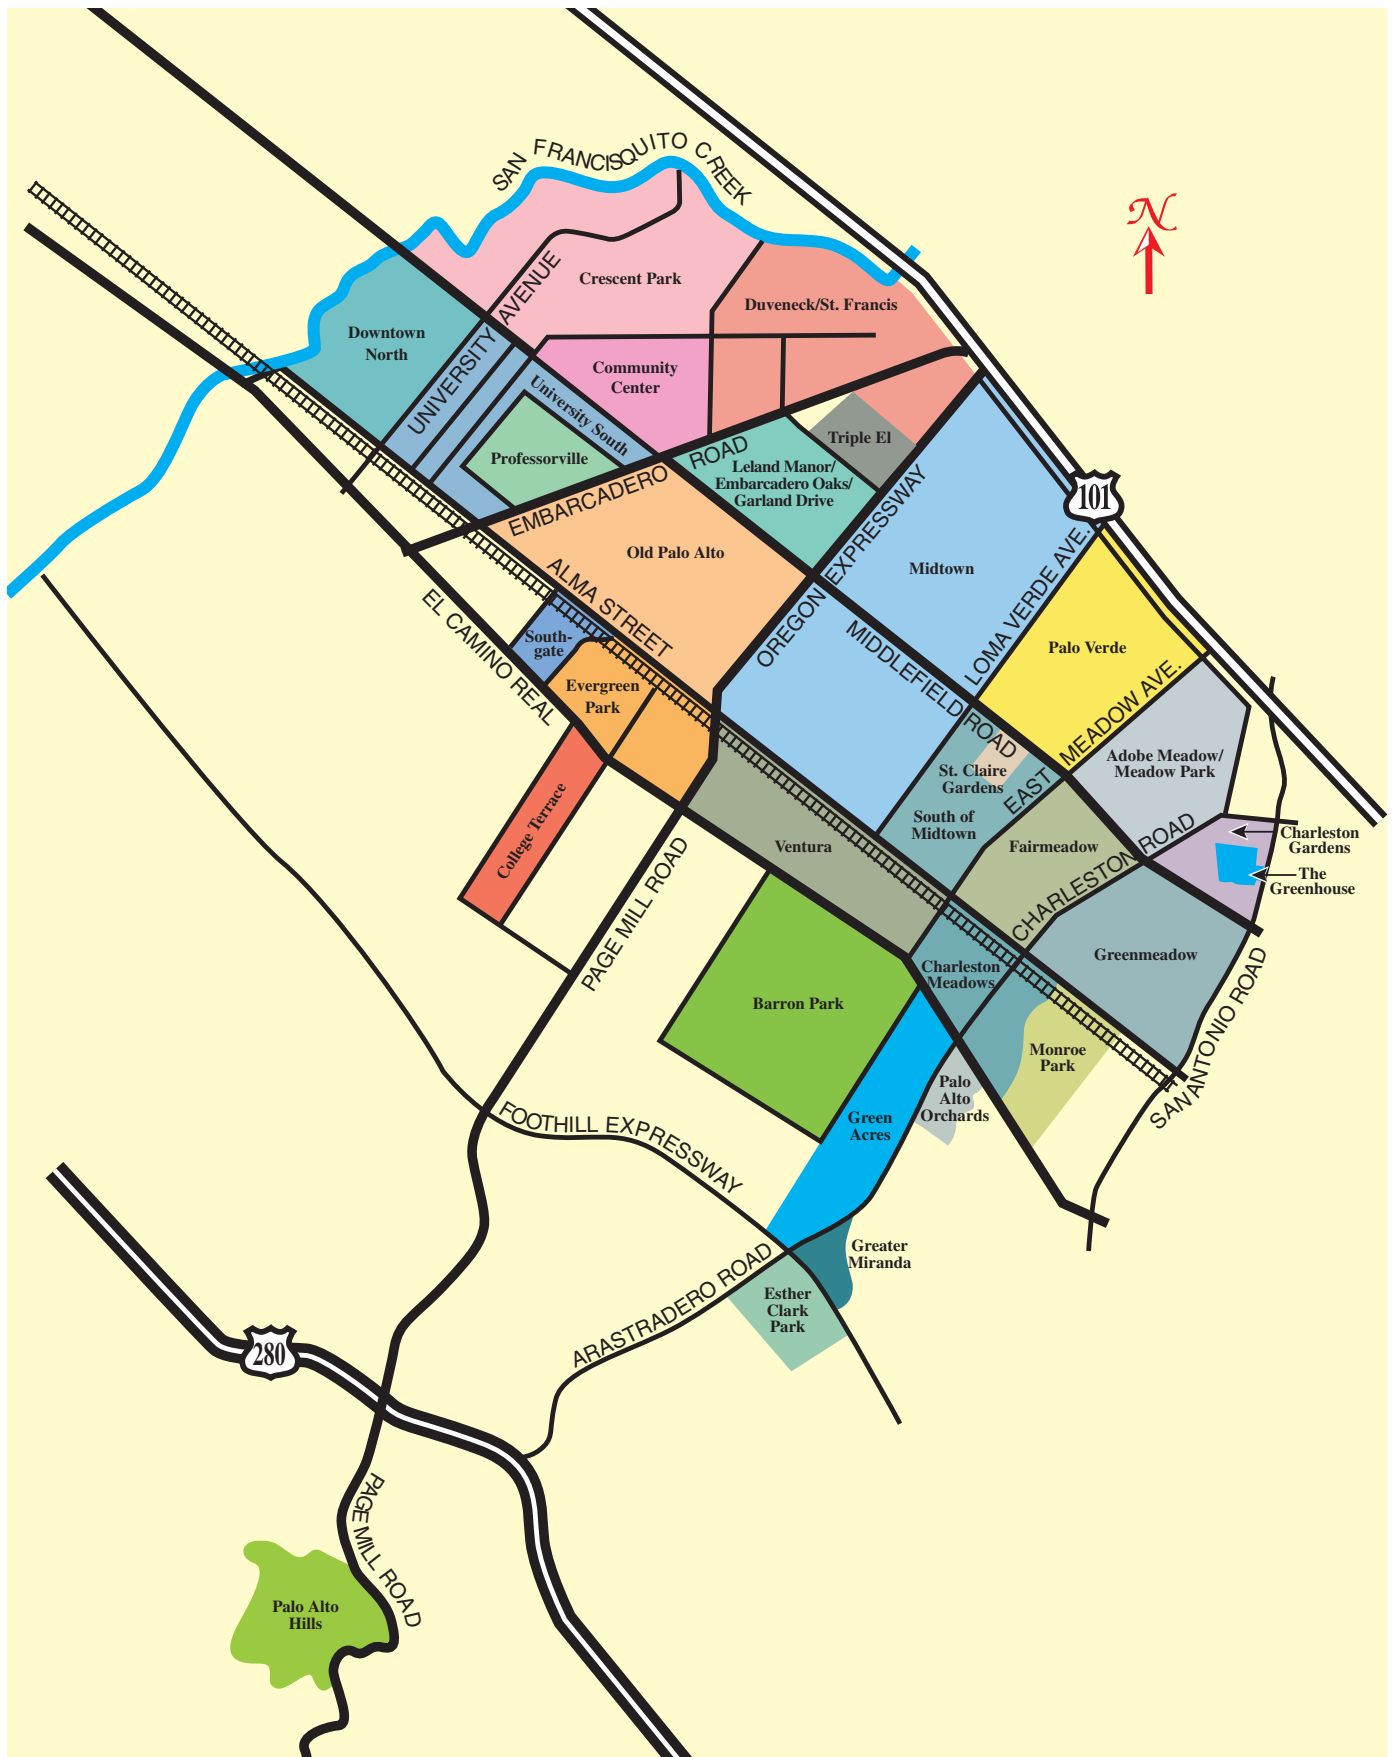 SAN FRANCISQUITO CREEK
N
Crescent Park
Duveneck/St. Francis
UNIVERSITY AVENUE
Downtown
North
Community
Center
University South
Triple El
Professorville
EMBARCADERO ROAD
Leland Manor/
Embarcadero Oaks/
Garland Drive
101
Old Palo Alto
Midtown
OREGON EXPRESSWAY
ALMA STREET
EL CAMINO REAL
South-
gate
MIDDLEFIELD ROAD
LOMA VERDE AVE.
Palo Verde
Evergreen
Park
EAST MEADOW AVE.
Adobe Meadow/
Meadow Park
St. Claire
Gardens
South of
Midtown
College Terrace
Ventura
Fairmeadow
CHARLESTON ROAD
Charleston
Gardens
The
Greenhouse
PAGE MILL ROAD
Greenmeadow
Charleston
Meadows
Barron Park
SAN ANTONIO ROAD
Monroe
Park
Palo
Alto
Orchards
Green
Acres
FOOTHILL EXPRESSWAY
Greater
Miranda
ARASTRADERO ROAD
Esther
Clark
Park
280
PAGE MILL ROAD
Palo Alto
Hills